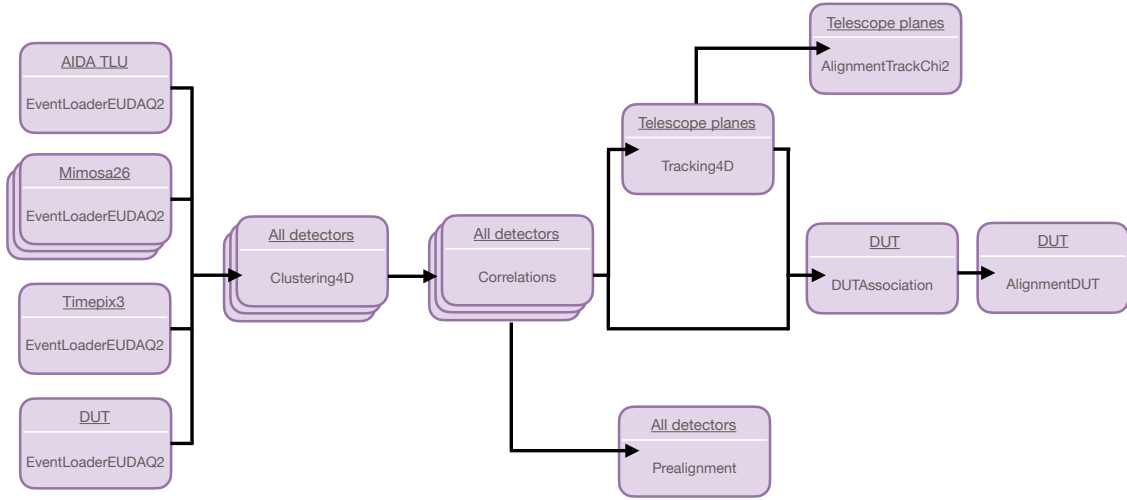 AIDA TLU
EventLoaderEUDAQ2
Mimosa26
EventLoaderEUDAQ2
Timepix3
EventLoaderEUDAQ2
DUT
EventLoaderEUDAQ2
All detectors
Clustering4D
All detectors
Correlations
Telescope planes
Tracking4D
Telescope planes
AlignmentTrackChi2
DUT
DUTAssociation
DUT
AlignmentDUT
All detectors
Prealignment